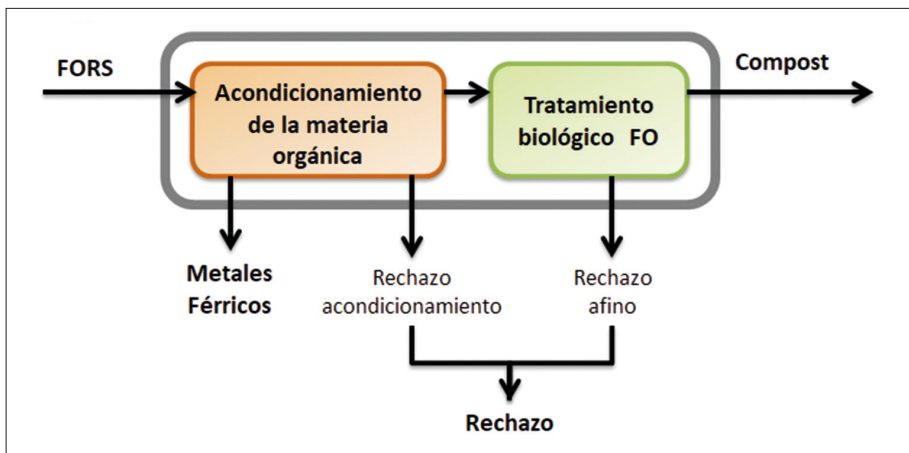 FORS
Acondicionamiento
de la materia
orgánica
Tratamiento
biológico FO
Compost
Metales
Férricos
Rechazo
acondicionamiento
Rechazo
afino
Rechazo